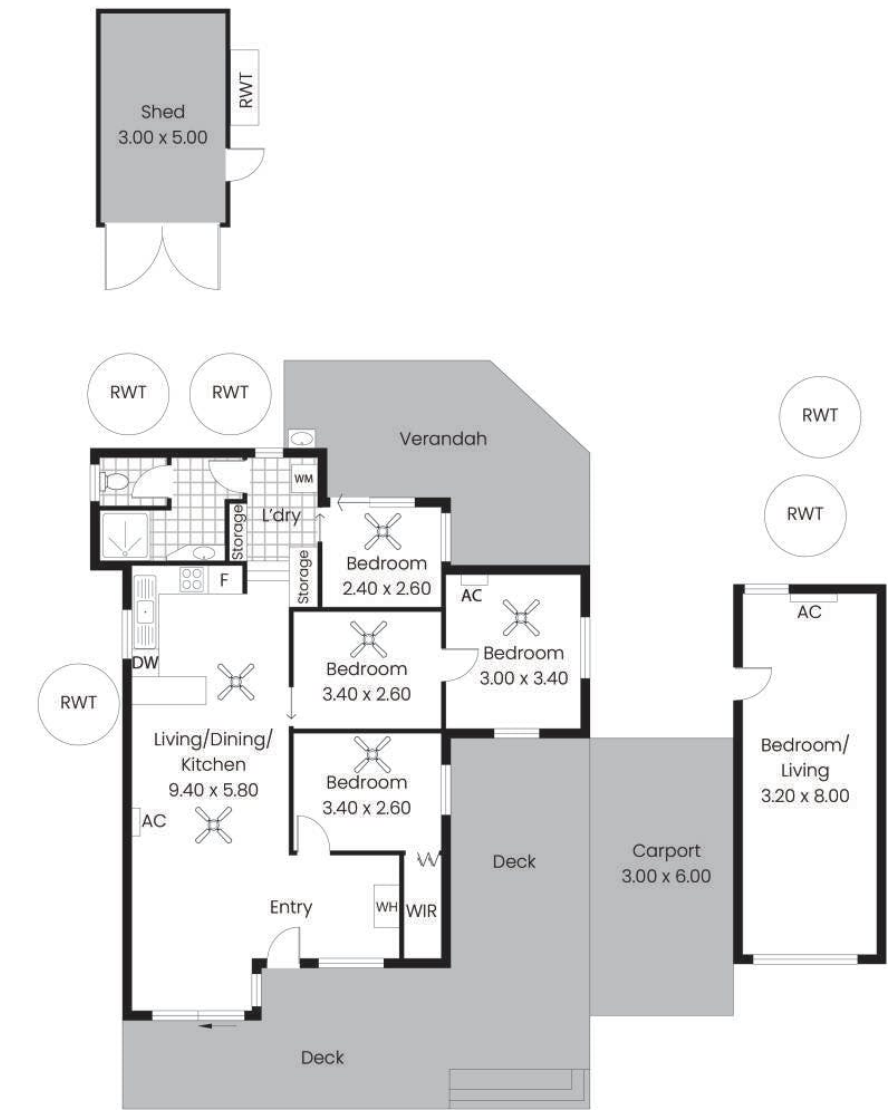 Shed
3.00 x 5.00
RWT
RWT
RWT
RWT
Verandah
WM
L'dry
Storage
Storage
RWT
Bedroom
2.40 x 2.60
F
AC
AC
Bedroom
3.00 x 3.40
Bedroom
3.40 x 2.60
DW
RWT
Living/Dining/
Kitchen
9.40 x 5.80
Bedroom
3.40 x 2.60
Bedroom/
Living
3.20 x 8.00
AC
Deck
Carport
3.00 x 6.00
Entry
WH
WIR
Deck